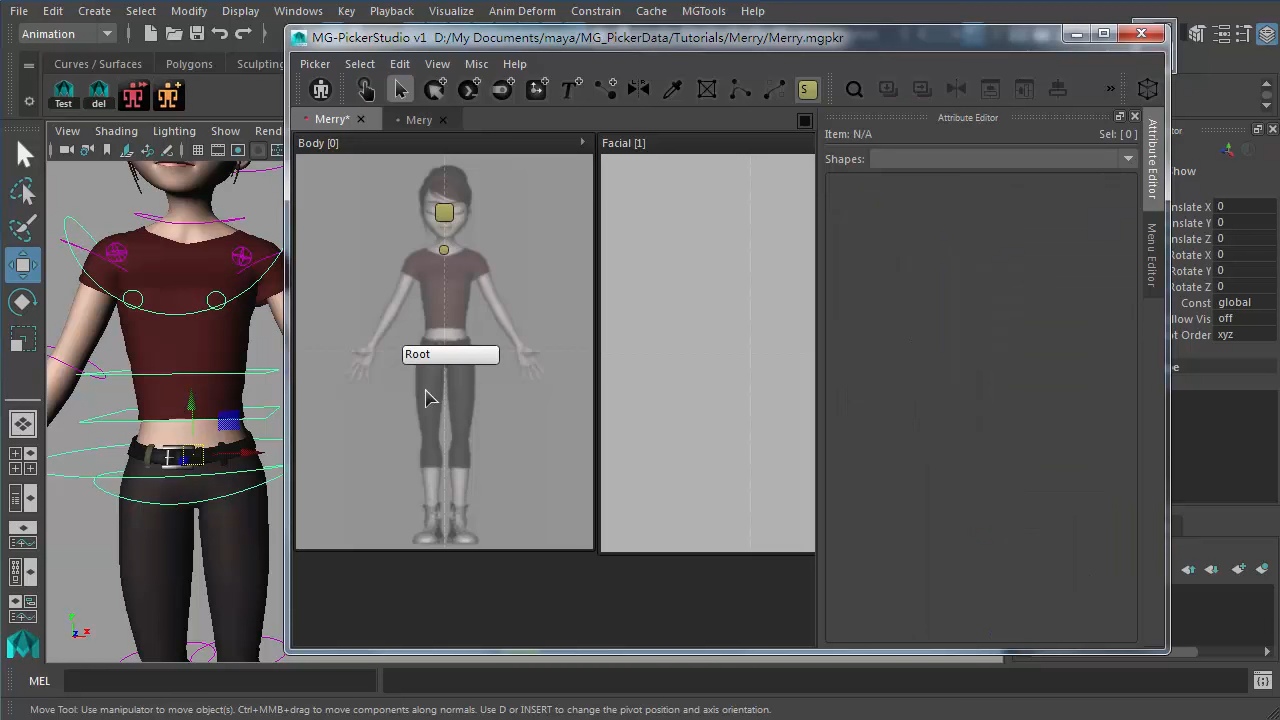 File Edit Create Select Modify Display Windows Key Playback Visualize Anim Deform Constrain Cache MGTools Help
MG-PickerStudio v1 D:/My Documents/maya/MG_PickerData/Tutorials/Merry/Merry.mgpkr
Animation
Picker Select Edit View Misc Help
Curves / Surfaces Polygons Sculpting
Test del
S
T
»
Merry* Mery
Attribute Editor
View Shading Lighting Show Rend
Body [0] Facial [1]
Item: N/A Sel: [ 0 ]
Shapes:
Attribute Editor
Menu Editor
Show
anslate X 0
anslate Y 0
anslate Z 0
Rotate X 0
Rotate Y 0
Rotate Z 0
Const global
llow Vis off
tot Order xyz
Root
MEL
Move Tool: Use manipulator to move object(s). Ctrl+MMB+drag to move components along normals. Use D or INSERT to change the pivot position and axis orientation.